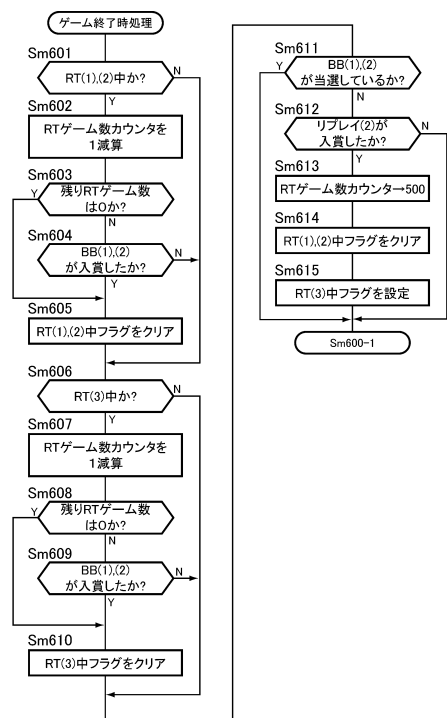 ゲーム終了時処理
Sm601
RT(1),(2)中か?
N
Y
Sm602
RTゲーム数カウンタを
1減算
Sm603
Y
残りRTゲーム数
は0か?
N
Sm604
BB(1),(2)
が入賞したか?
N
Y
Sm605
RT(1),(2)中フラグをクリア
Sm606
RT(3)中か?
N
Y
Sm607
RTゲーム数カウンタを
1減算
Sm608
Y
残りRTゲーム数
は0か?
N
Sm609
BB(1),(2)
が入賞したか?
N
Y
Sm610
RT(3)中フラグをクリア
Sm611
Y
BB(1),(2)
が当選しているか?
N
Sm612
リプレイ(2)が
入賞したか?
N
Y
Sm613
RTゲーム数カウンタ→500
Sm614
RT(1),(2)中フラグをクリア
Sm615
RT(3)中フラグを設定
Sm600-1